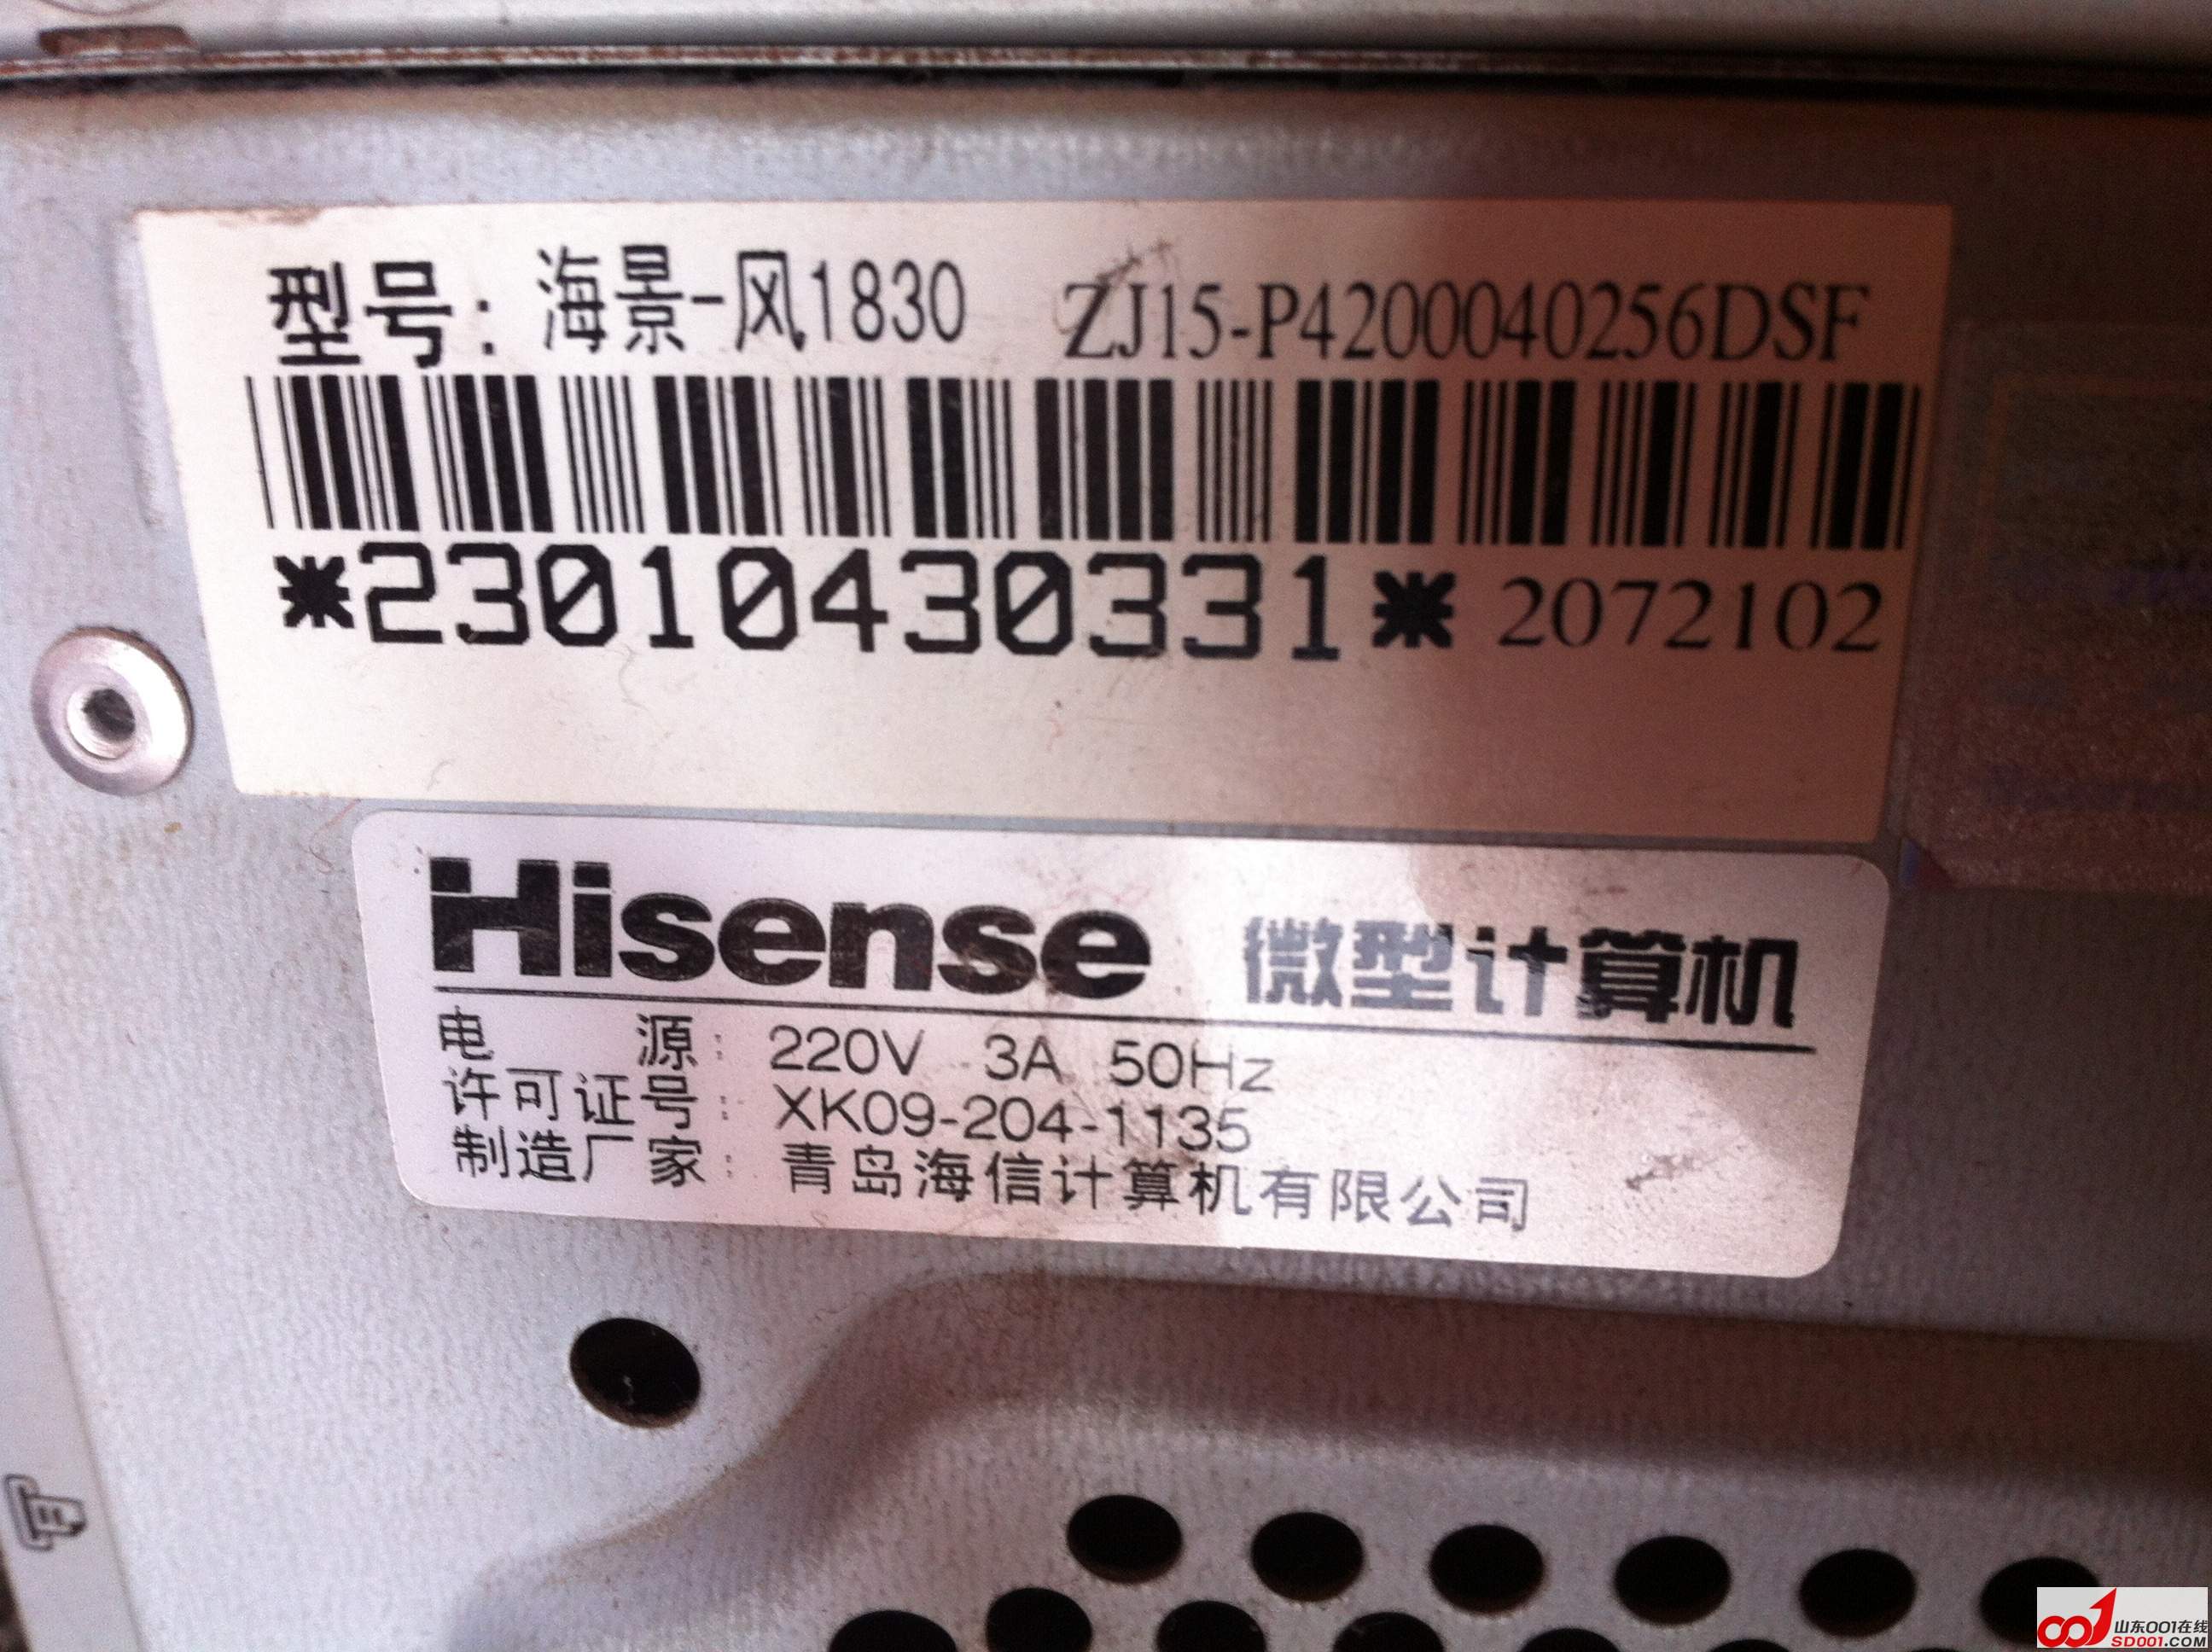 型号：海景-风1830 ZJ15-P4200040256DSF
*23010430331* 2072102
Hisense 微型计算机
电源：220V 3A 50Hz
许可证号：XK09-204-1135
制造厂家：青岛海信计算机有限公司
001 山东001在线
SD001.COM